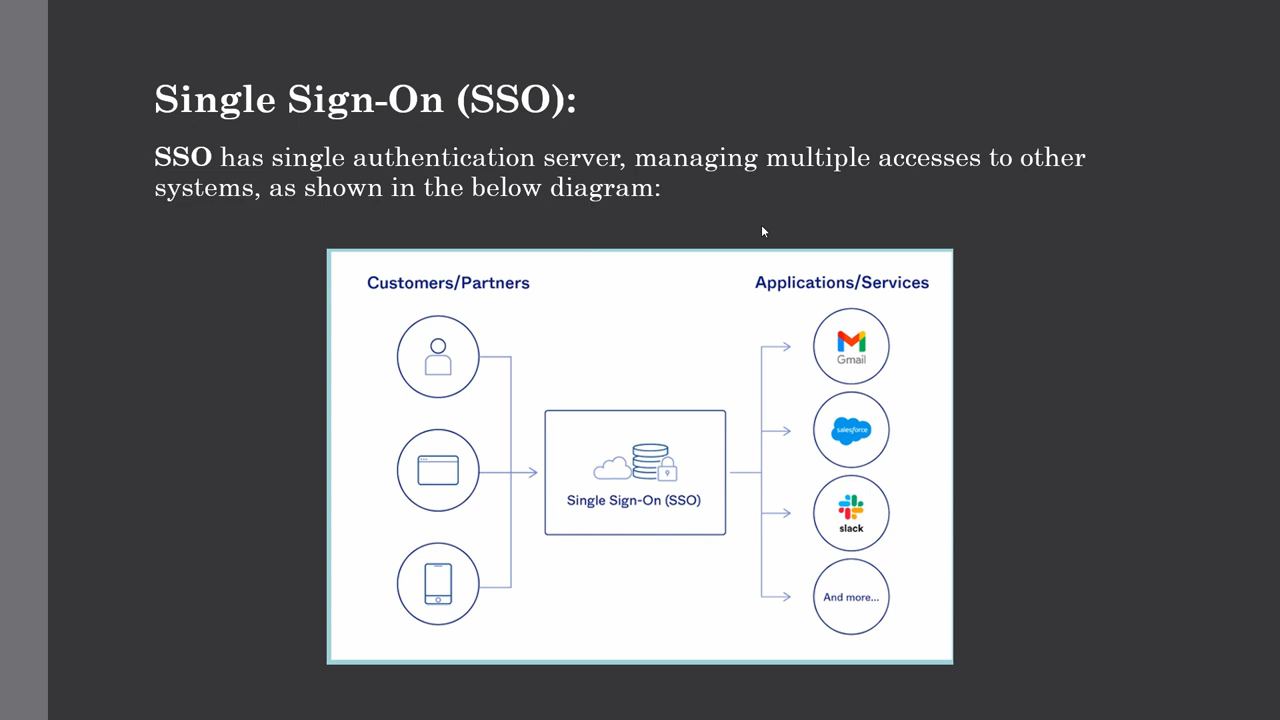 Single Sign-On (SSO):
SSO has single authentication server, managing multiple accesses to other
systems, as shown in the below diagram:
Customers/Partners
Applications/Services
Gmail
salesforce
Single Sign-On (SSO)
slack
And more...